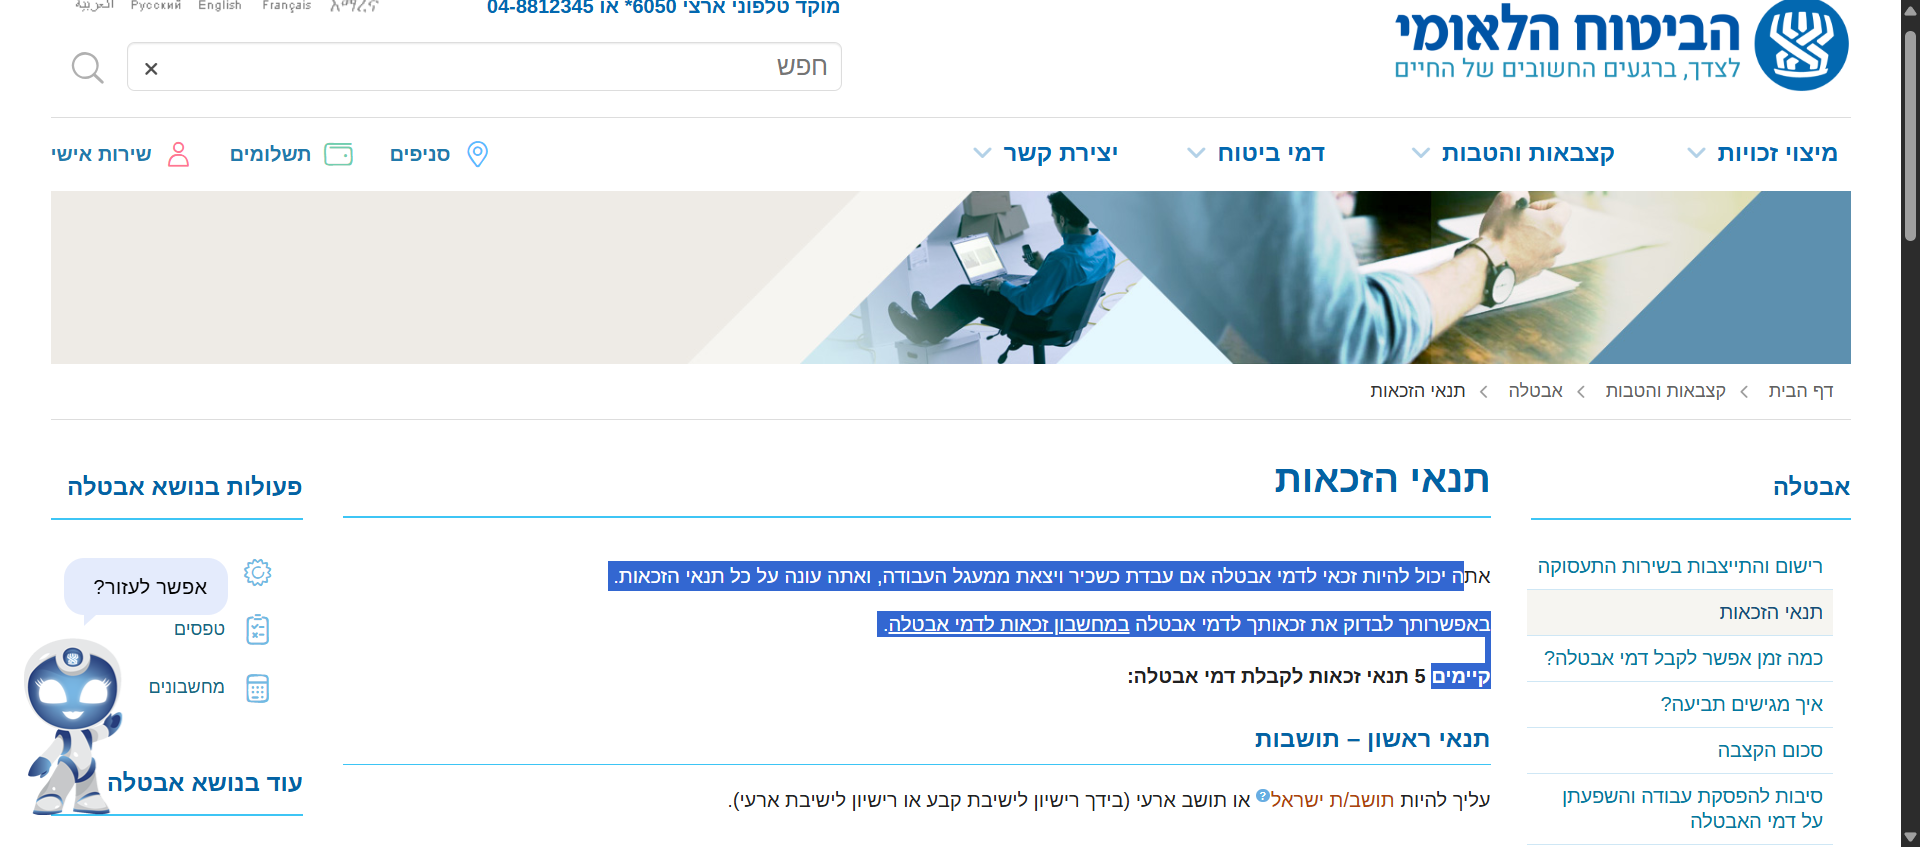 العربية Русский English Français አማርኛ
מוקד טלפוני ארצי 6050* או 04-8812345
הביטוח הלאומי
לצדך, ברגעים החשובים של החיים
חפש
מיצוי זכויות
קצבאות והטבות
דמי ביטוח
יצירת קשר
סניפים
תשלומים
שירות אישי
דף הבית
קצבאות והטבות
אבטלה
תנאי הזכאות
אבטלה
רישום והתייצבות בשירות התעסוקה
תנאי הזכאות
כמה זמן אפשר לקבל דמי אבטלה?
איך מגישים תביעה?
סכום הקצבה
סיבות להפסקת עבודה והשפעתן
על דמי האבטלה
תנאי הזכאות
אתה יכול להיות זכאי לדמי אבטלה אם עבדת כשכיר ויצאת ממעגל העבודה, ואתה עונה על כל תנאי הזכאות.
באפשרותך לבדוק את זכאותך לדמי אבטלה במחשבון זכאות לדמי אבטלה.
קיימים 5 תנאי זכאות לקבלת דמי אבטלה:
תנאי ראשון – תושבות
עליך להיות תושב/ת ישראל? או תושב ארעי (בידך רישיון לישיבת קבע או רישיון לישיבת ארעי).
פעולות בנושא אבטלה
אפשר לעזור?
טפסים
מחשבונים
עוד בנושא אבטלה